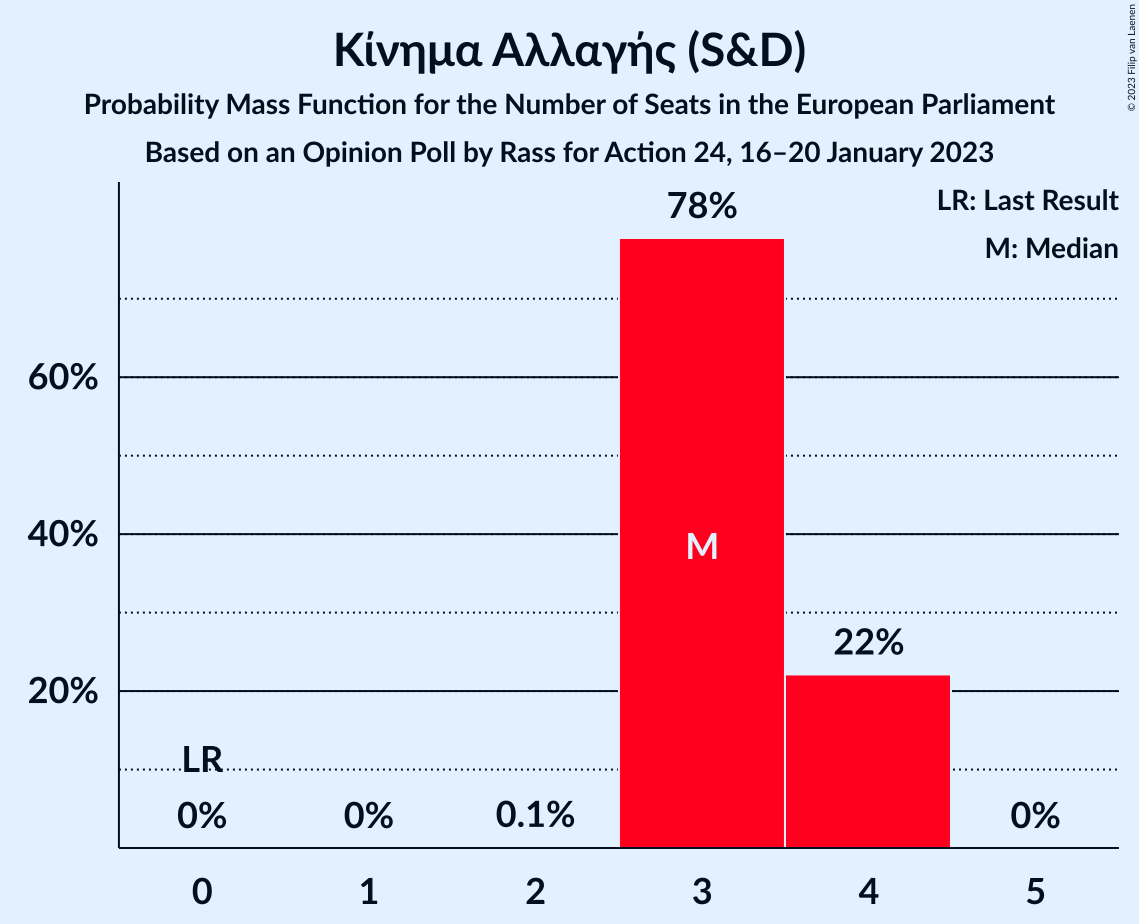 Κίνημα Αλλαγής (S&D)
Probability Mass Function for the Number of Seats in the European Parliament
Based on an Opinion Poll by Rass for Action 24, 16–20 January 2023
© 2023 Filip van Laenen
LR: Last Result
M: Median
78%
60%
40%
M
22%
20%
LR
0%
0%
0.1%
0%
0
1
2
3
4
5